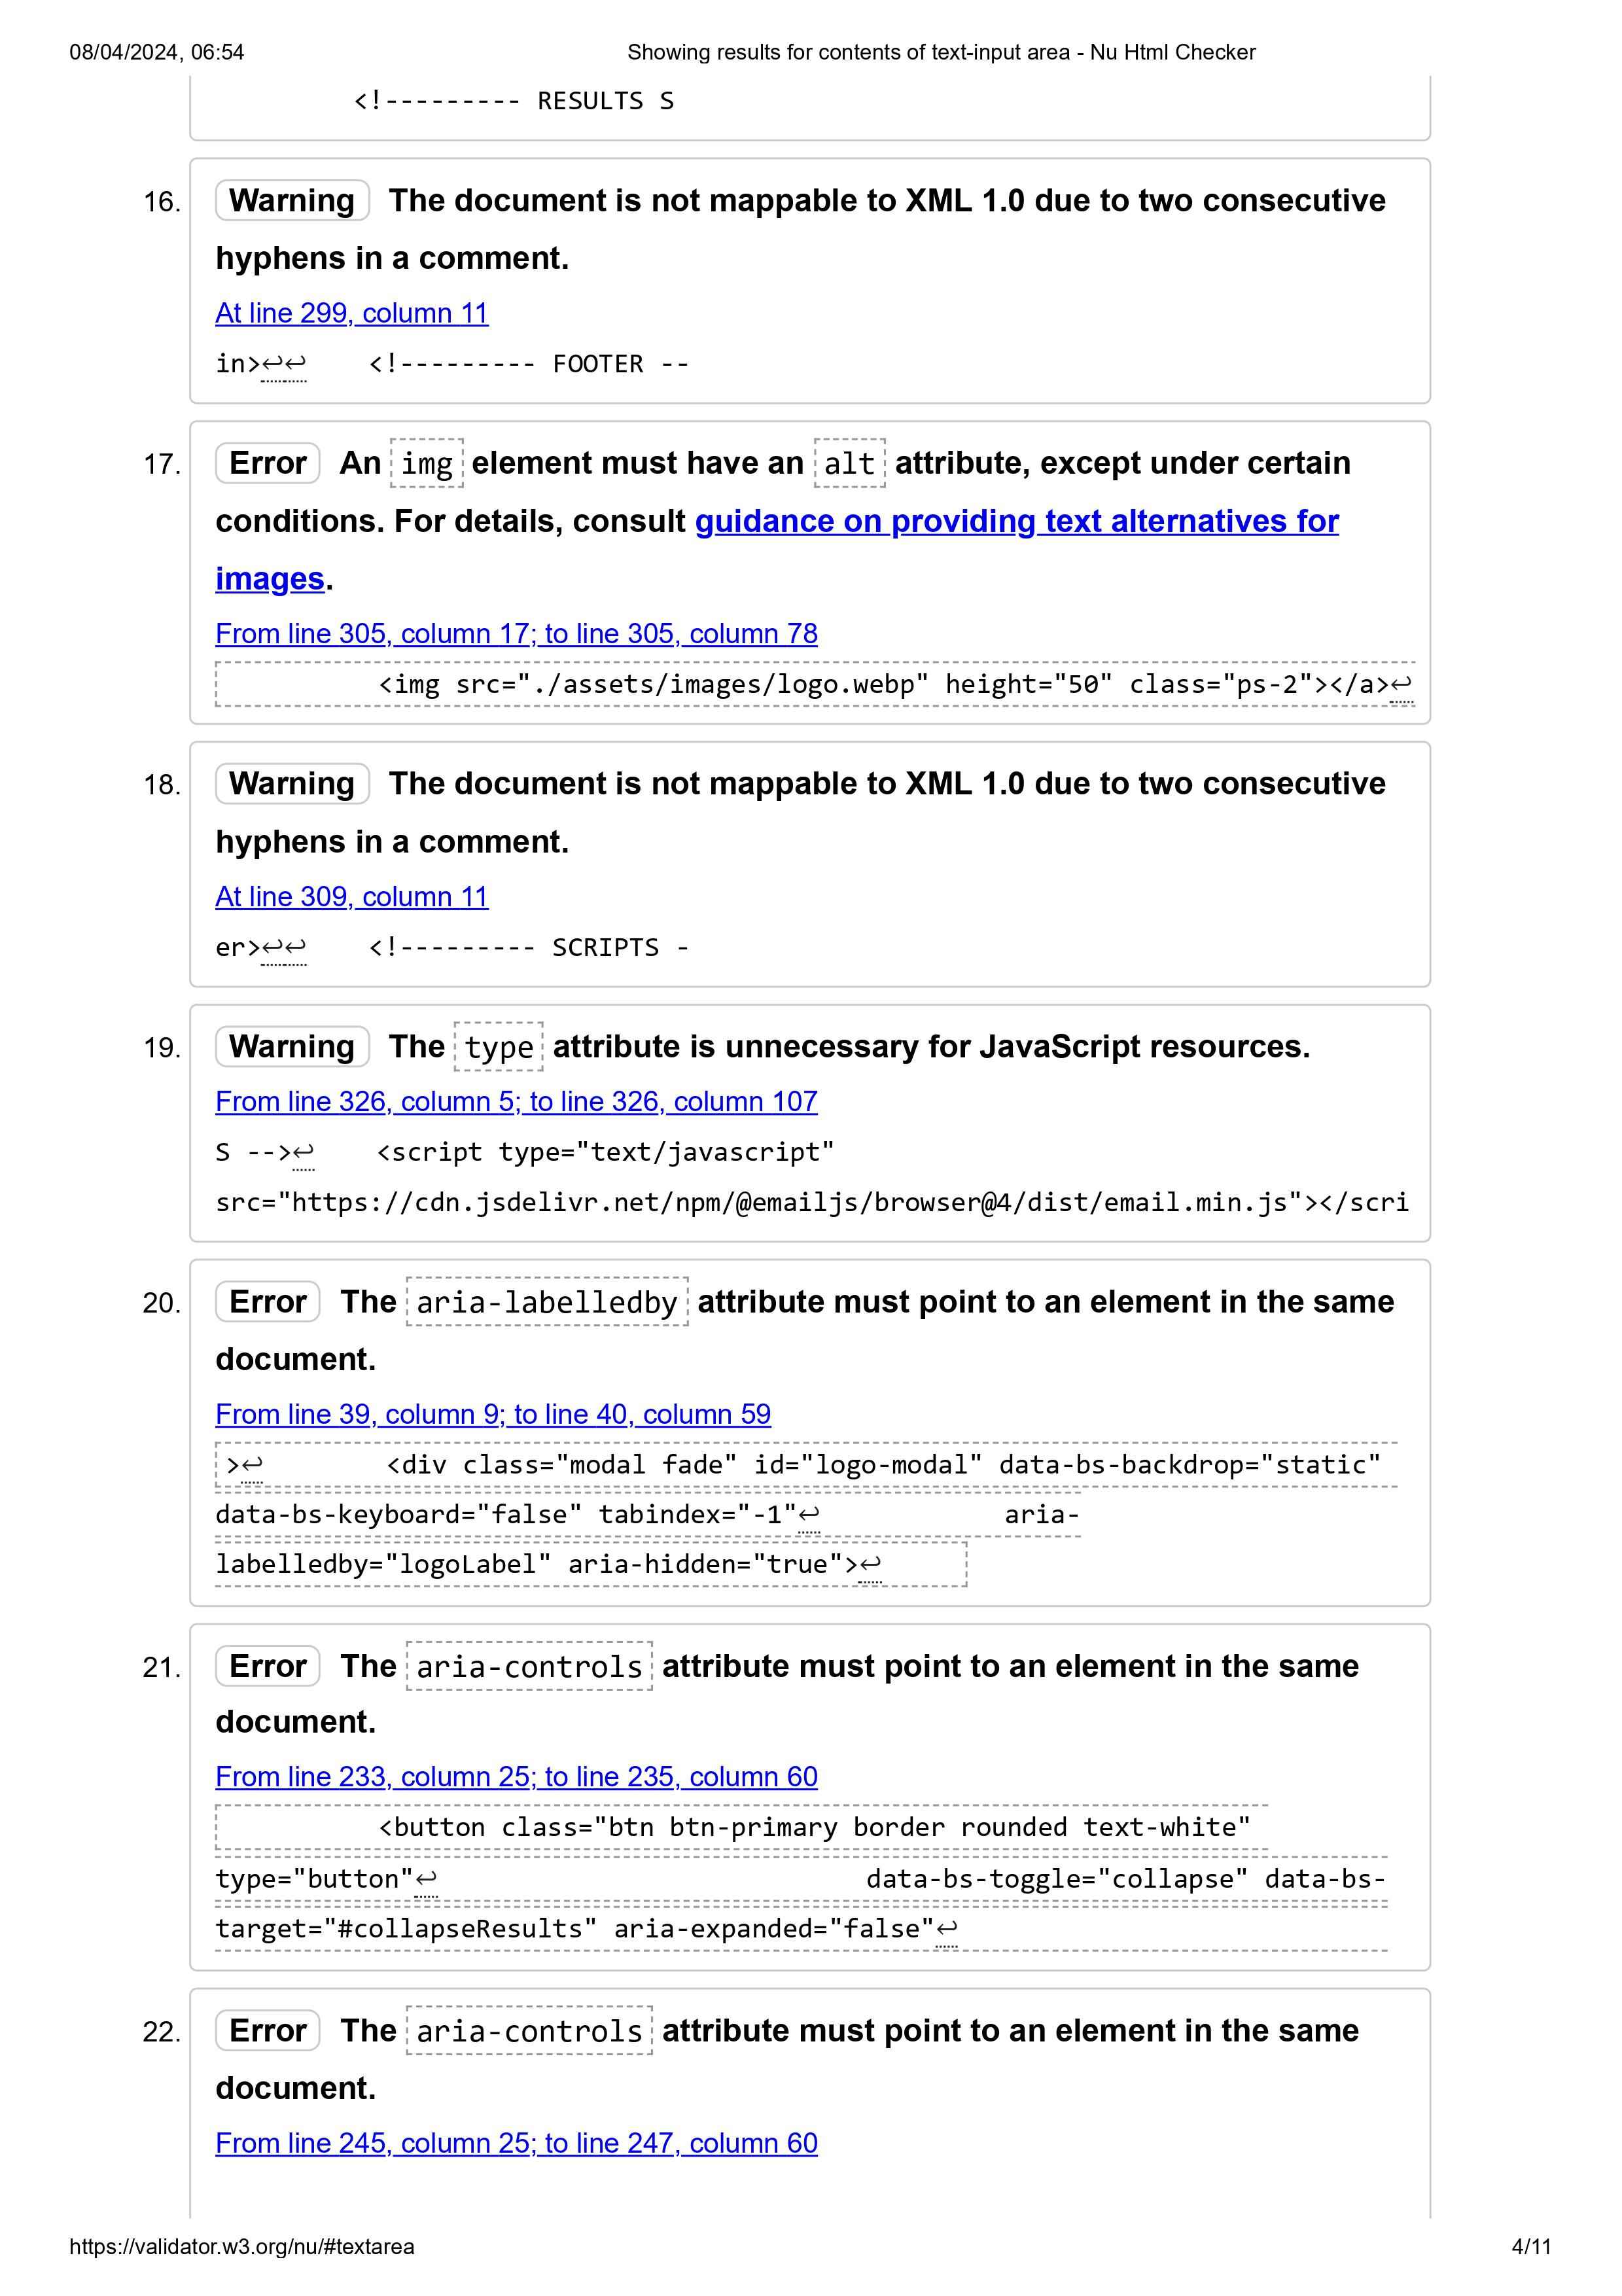 08/04/2024, 06:54 Showing results for contents of text-input area - Nu Html Checker
<!--------- RESULTS S
16. Warning The document is not mappable to XML 1.0 due to two consecutive
hyphens in a comment.
At line 299, column 11
in>↩↩    <!--------- FOOTER --
17. Error An img element must have an alt attribute, except under certain
conditions. For details, consult guidance on providing text alternatives for
images.
From line 305, column 17; to line 305, column 78
<img src="./assets/images/logo.webp" height="50" class="ps-2"></a>↩
18. Warning The document is not mappable to XML 1.0 due to two consecutive
hyphens in a comment.
At line 309, column 11
er>↩↩    <!--------- SCRIPTS -
19. Warning The type attribute is unnecessary for JavaScript resources.
From line 326, column 5; to line 326, column 107
S -->↩    <script type="text/javascript"
src="https://cdn.jsdelivr.net/npm/@emailjs/browser@4/dist/email.min.js"></scri
20. Error The aria-labelledby attribute must point to an element in the same
document.
From line 39, column 9; to line 40, column 59
>↩        <div class="modal fade" id="logo-modal" data-bs-backdrop="static"
data-bs-keyboard="false" tabindex="-1"↩            aria-
labelledby="logoLabel" aria-hidden="true">↩
21. Error The aria-controls attribute must point to an element in the same
document.
From line 233, column 25; to line 235, column 60
<button class="btn btn-primary border rounded text-white"
type="button"↩                            data-bs-toggle="collapse" data-bs-
target="#collapseResults" aria-expanded="false"↩
22. Error The aria-controls attribute must point to an element in the same
document.
From line 245, column 25; to line 247, column 60
https://validator.w3.org/nu/#textarea 4/11